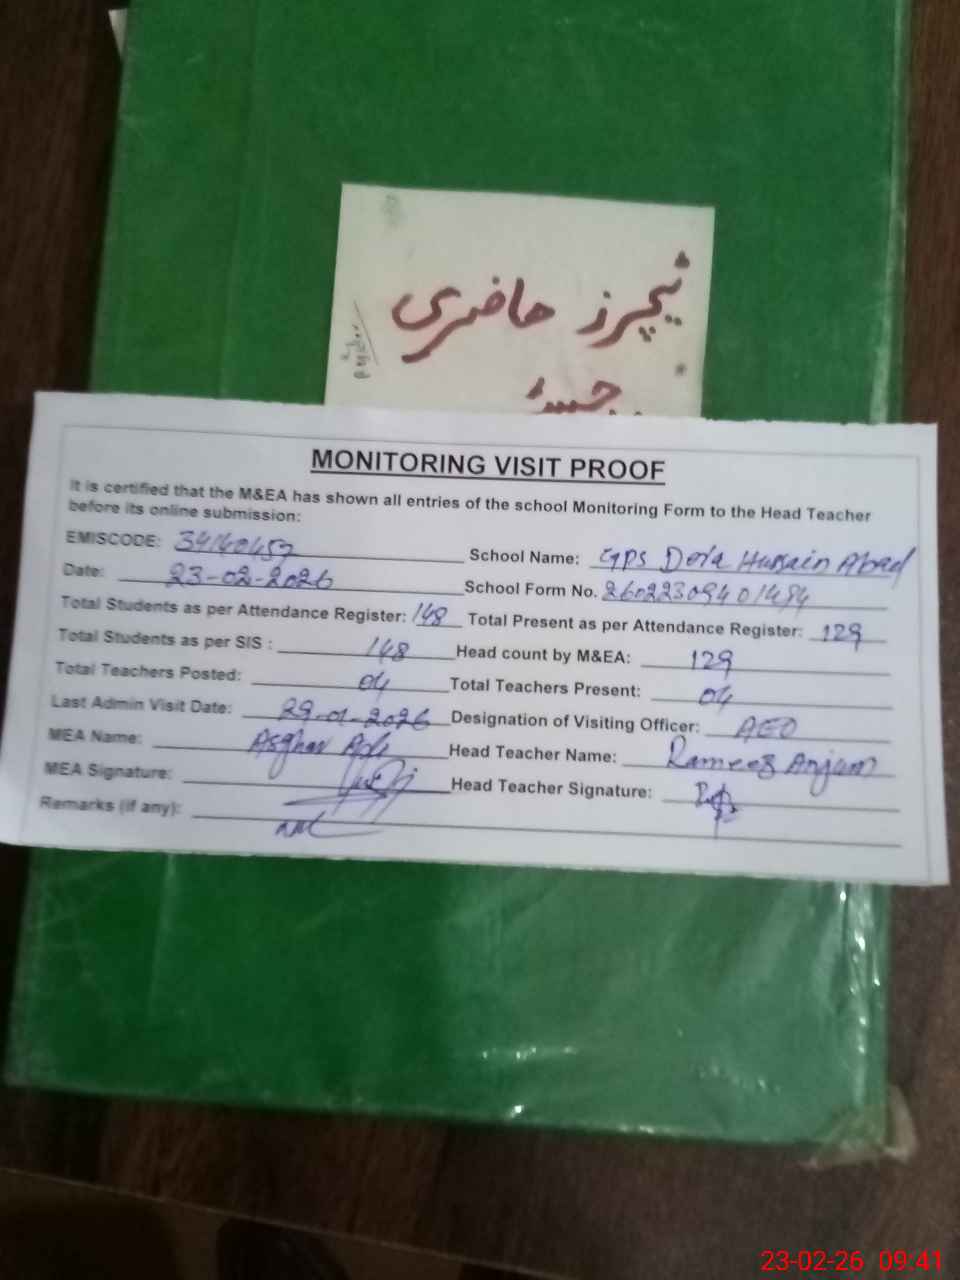 ٹیچرز حاضری
MONITORING VISIT PROOF
It is certified that the M&EA has shown all entries of the school Monitoring Form to the Head Teacher
before its online submission:
EMISCODE: 34140457 School Name: GPS Dola Hussain Abad
Date: 23-02-2026 School Form No. 26022309401494
Total Students as per Attendance Register: 148 Total Present as per Attendance Register: 129
Total Students as per SIS : 148 Head count by M&EA: 129
Total Teachers Posted: 04 Total Teachers Present: 04
Last Admin Visit Date: 29-01-2026 Designation of Visiting Officer: AEO
MEA Name: Asghar Head Teacher Name: Rameez Anjum
MEA Signature: Head Teacher Signature:
Remarks (if any):
23-02-26 09:41